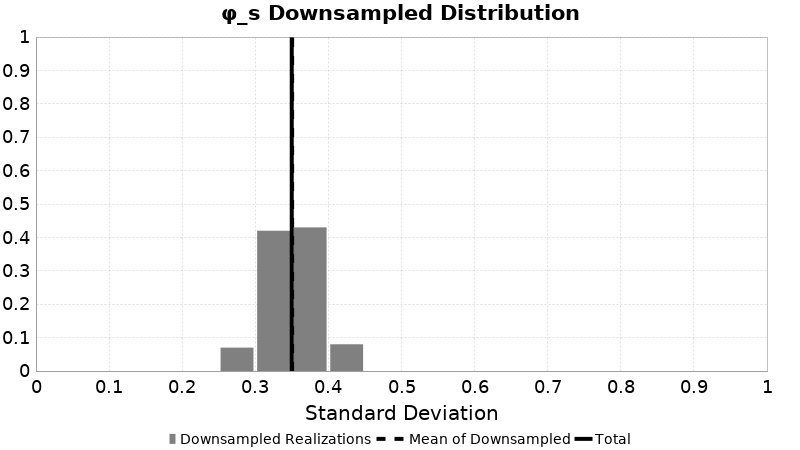 φ_s Downsampled Distribution
1
0.9
0.8
0.7
0.6
0.5
0.4
0.3
0.2
0.1
0
0 0.1 0.2 0.3 0.4 0.5 0.6 0.7 0.8 0.9 1
Standard Deviation
Downsampled Realizations Mean of Downsampled Total